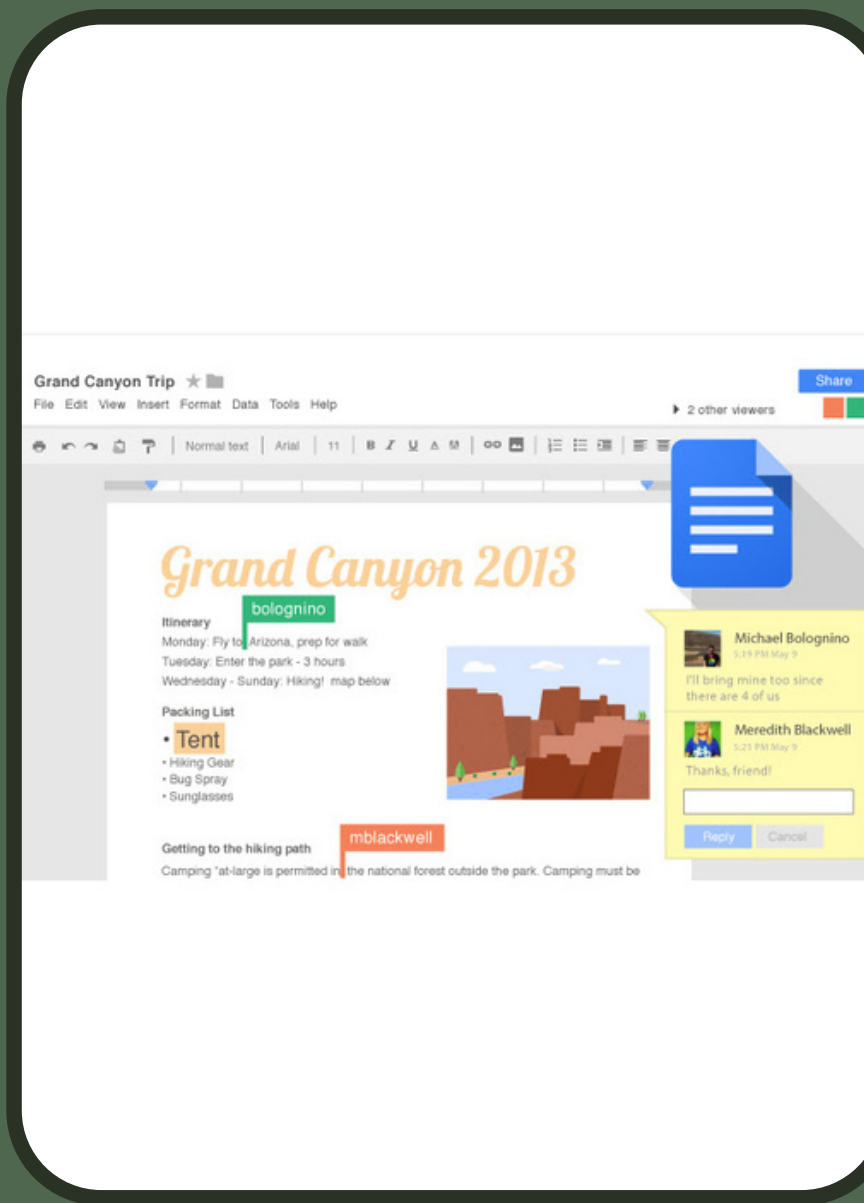 Grand Canyon Trip
Share
File Edit View Insert Format Data Tools Help
2 other viewers
Normal text Arial 11 B I U A
Grand Canyon 2013
bolognino
Itinerary
Monday: Fly to Arizona, prep for walk
Tuesday: Enter the park - 3 hours
Wednesday - Sunday: Hiking! map below
Packing List
• Tent
• Hiking Gear
• Bug Spray
• Sunglasses
mblackwell
Getting to the hiking path
Camping "at-large is permitted in the national forest outside the park. Camping must be
Michael Bolognino
5:19 PM May 9
I'll bring mine too since
there are 4 of us
Meredith Blackwell
5:21 PM May 9
Thanks, friend!
Reply Cancel